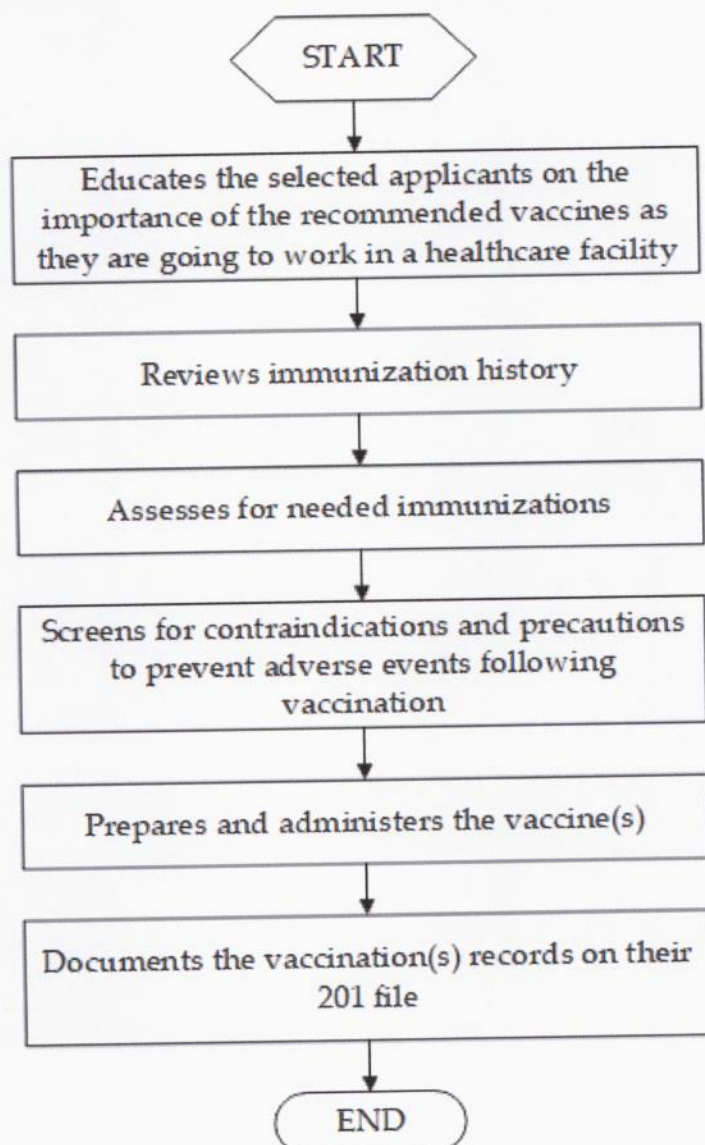 START
Educates the selected applicants on the
importance of the recommended vaccines as
they are going to work in a healthcare facility
Reviews immunization history
Assesses for needed immunizations
Screens for contraindications and precautions
to prevent adverse events following
vaccination
Prepares and administers the vaccine(s)
Documents the vaccination(s) records on their
201 file
END